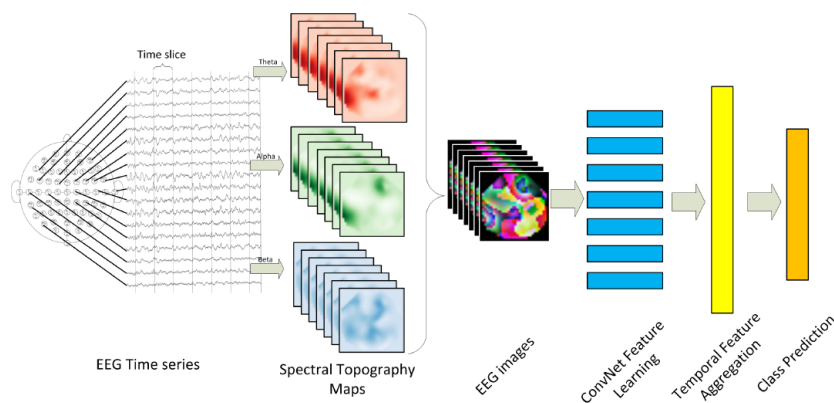 Time slice
Theta
Alpha
Beta
EEG Time series
Spectral Topography
Maps
EEG images
ConvNet Feature
Learning
Temporal Feature
Aggregation
Class Prediction